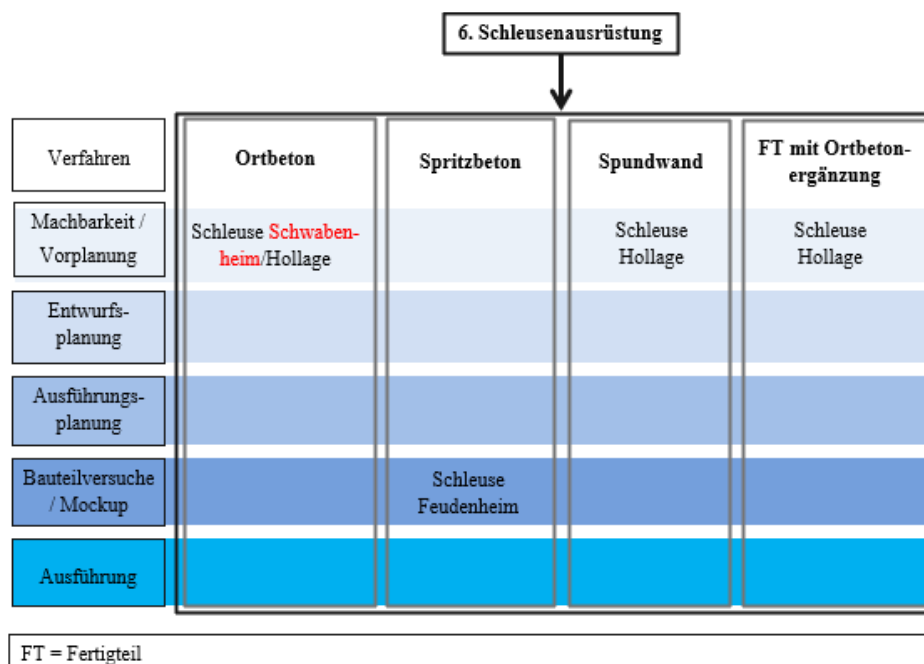 6. Schleusenausrüstung
Verfahren
Ortbeton
Spritzbeton
Spundwand
FT mit Ortbeton-
ergänzung
Machbarkeit /
Vorplanung
Schleuse Schwaben-
heim/Hollage
Schleuse
Hollage
Schleuse
Hollage
Entwurfs-
planung
Ausführungs-
planung
Bauteilversuche
/ Mockup
Schleuse
Feudenheim
Ausführung
FT = Fertigteil